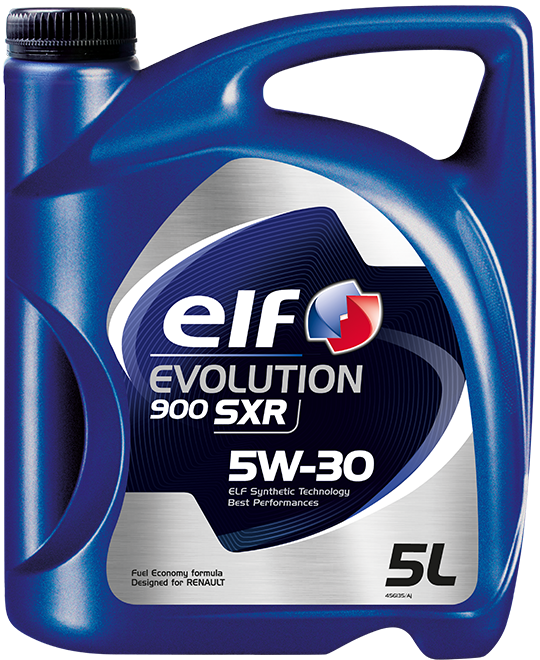 elf
EVOLUTION
900 SXR
5W-30
ELF Synthetic Technology
Best Performances
Fuel Economy formula
Designed for RENAULT
5L